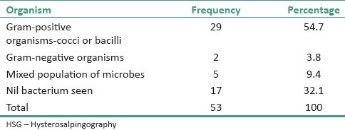 Organism Frequency Percentage
Gram-positive 29 54.7
organisms-cocci or bacilli
Gram-negative organisms 2 3.8
Mixed population of microbes 5 9.4
Nil bacterium seen 17 32.1
Total 53 100
HSG – Hysterosalpingography